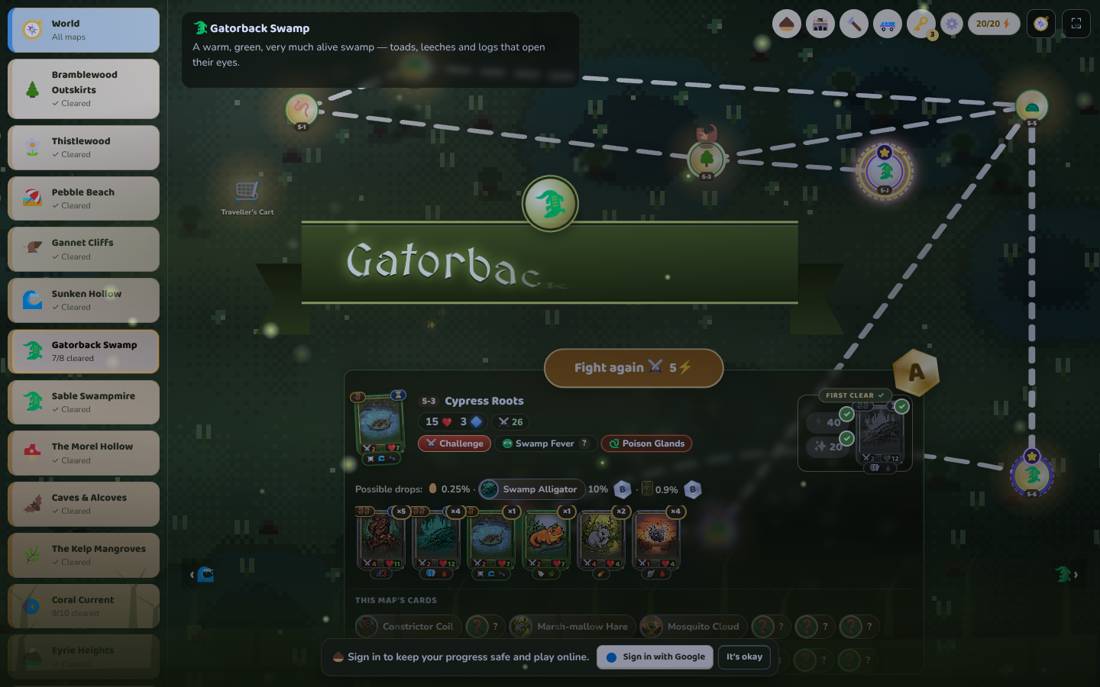 World
All maps
Bramblewood Outskirts
✓ Cleared
Thistlewood
✓ Cleared
Pebble Beach
✓ Cleared
Gannet Cliffs
✓ Cleared
Sunken Hollow
✓ Cleared
Gatorback Swamp
7/8 cleared
Sable Swampmire
✓ Cleared
The Morel Hollow
✓ Cleared
Caves & Alcoves
✓ Cleared
The Kelp Mangroves
✓ Cleared
Coral Current
Eyrie Heights
Gatorback Swamp
A warm, green, very much alive swamp — toads, leeches and logs that open
their eyes.
3
20/20
S-1
S-3
S-5
S-6
Traveller's Cart
Gatorbac
Fight again 5
A
S-3 Cypress Roots
15 3 26
Challenge Swamp Fever ? Poison Glands
FIRST CLEAR ✓
40
20
Possible drops: 0.25% · Swamp Alligator 10% B · 0.9% B
×5 ×4 ×1 ×1 ×2 ×4
THIS MAP'S CARDS
Constrictor Coil ? Marsh-mallow Hare Mosquito Cloud ? ? ?
Sign in to keep your progress safe and play online. Sign in with Google It's okay